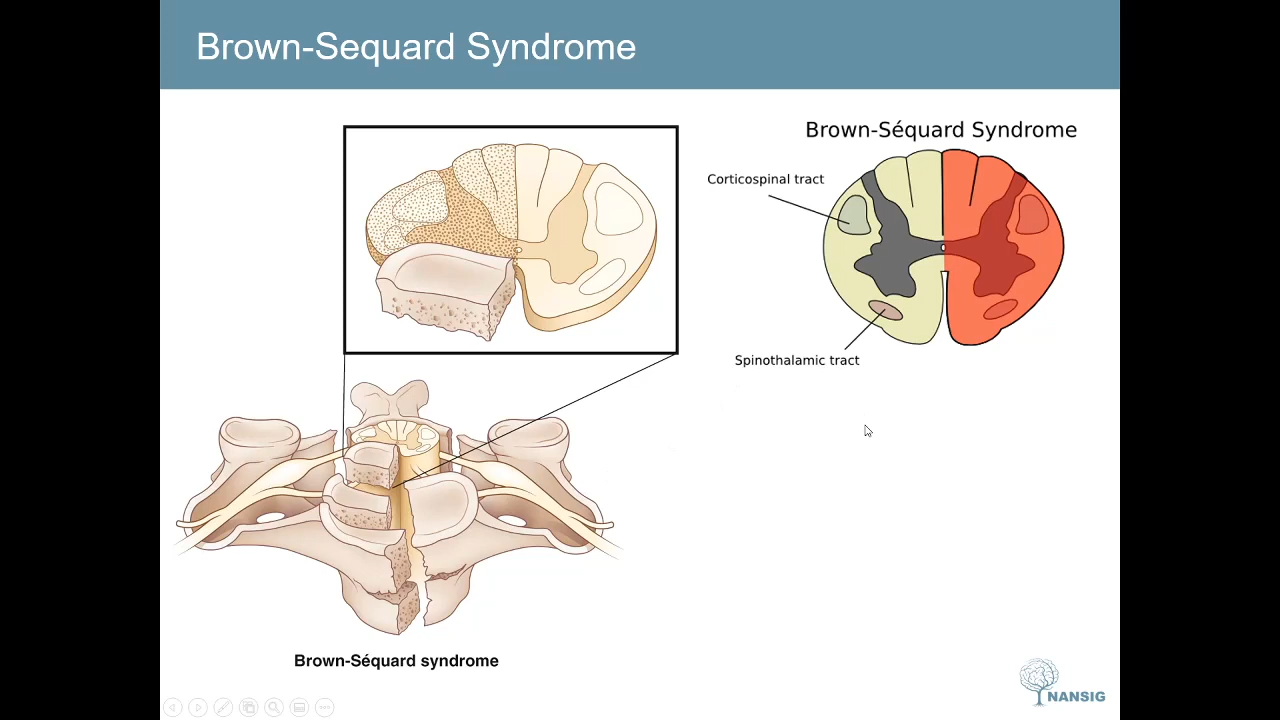 Brown-Sequard Syndrome
Brown-Séquard Syndrome
Corticospinal tract
Spinothalamic tract
Brown-Séquard syndrome
NANSIG